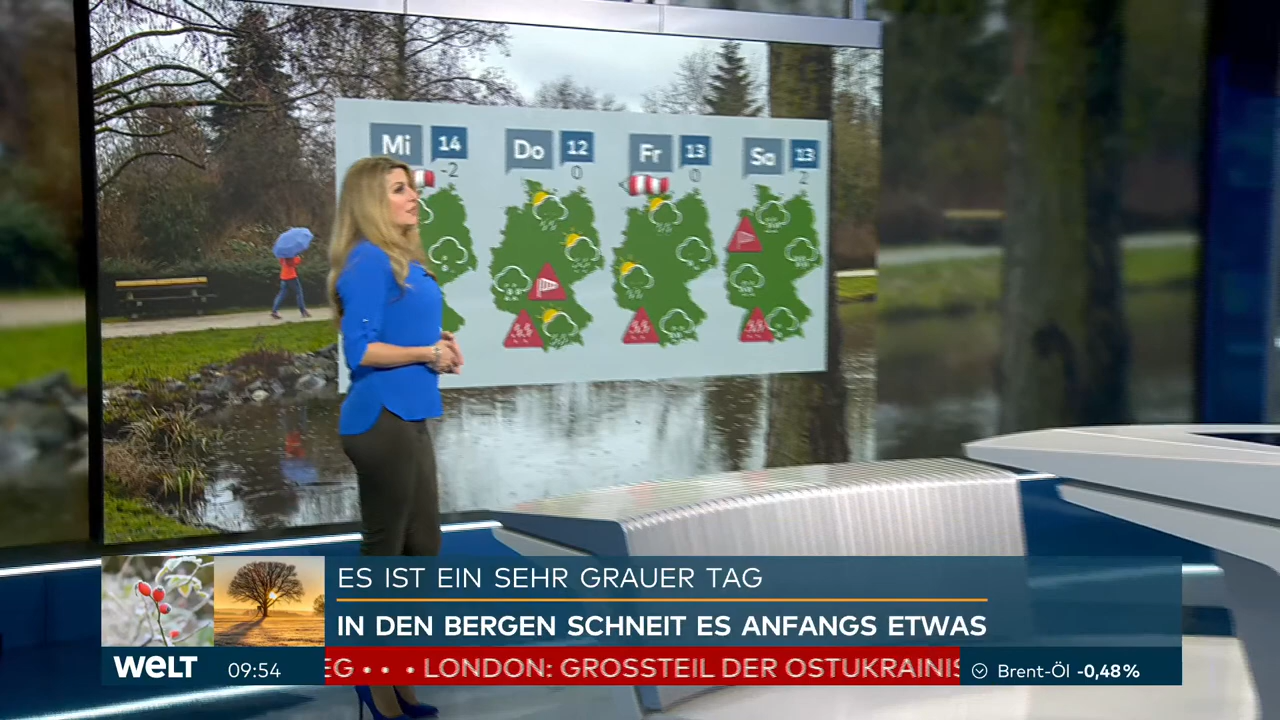 Mi 14 -2
Do 12 0
Fr 13 0
Sa 13 2
ES IST EIN SEHR GRAUER TAG
IN DEN BERGEN SCHNEIT ES ANFANGS ETWAS
welt 09:54 EG • • • LONDON: GROSSTEIL DER OSTUKRAINIS Brent-Öl -0,48%